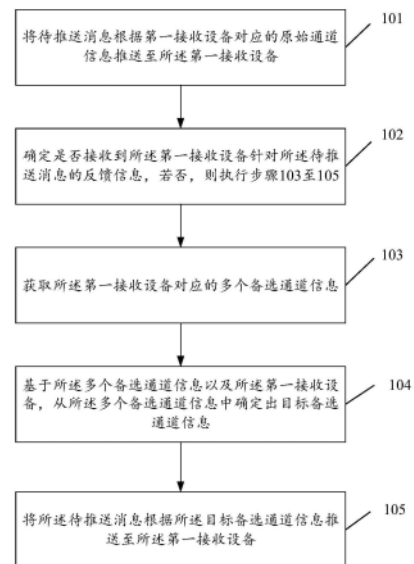 101
将待推送消息根据第一接收设备对应的原始通道
信息推送至所述第一接收设备
102
确定是否接收到所述第一接收设备针对所述待推
送消息的反馈信息，若否，则执行步骤103至105
103
获取所述第一接收设备对应的多个备选通道信息
104
基于所述多个备选通道信息以及所述第一接收设
备，从所述多个备选通道信息中确定出目标备选
通道信息
105
将所述待推送消息根据所述目标备选通道信息推
送至所述第一接收设备